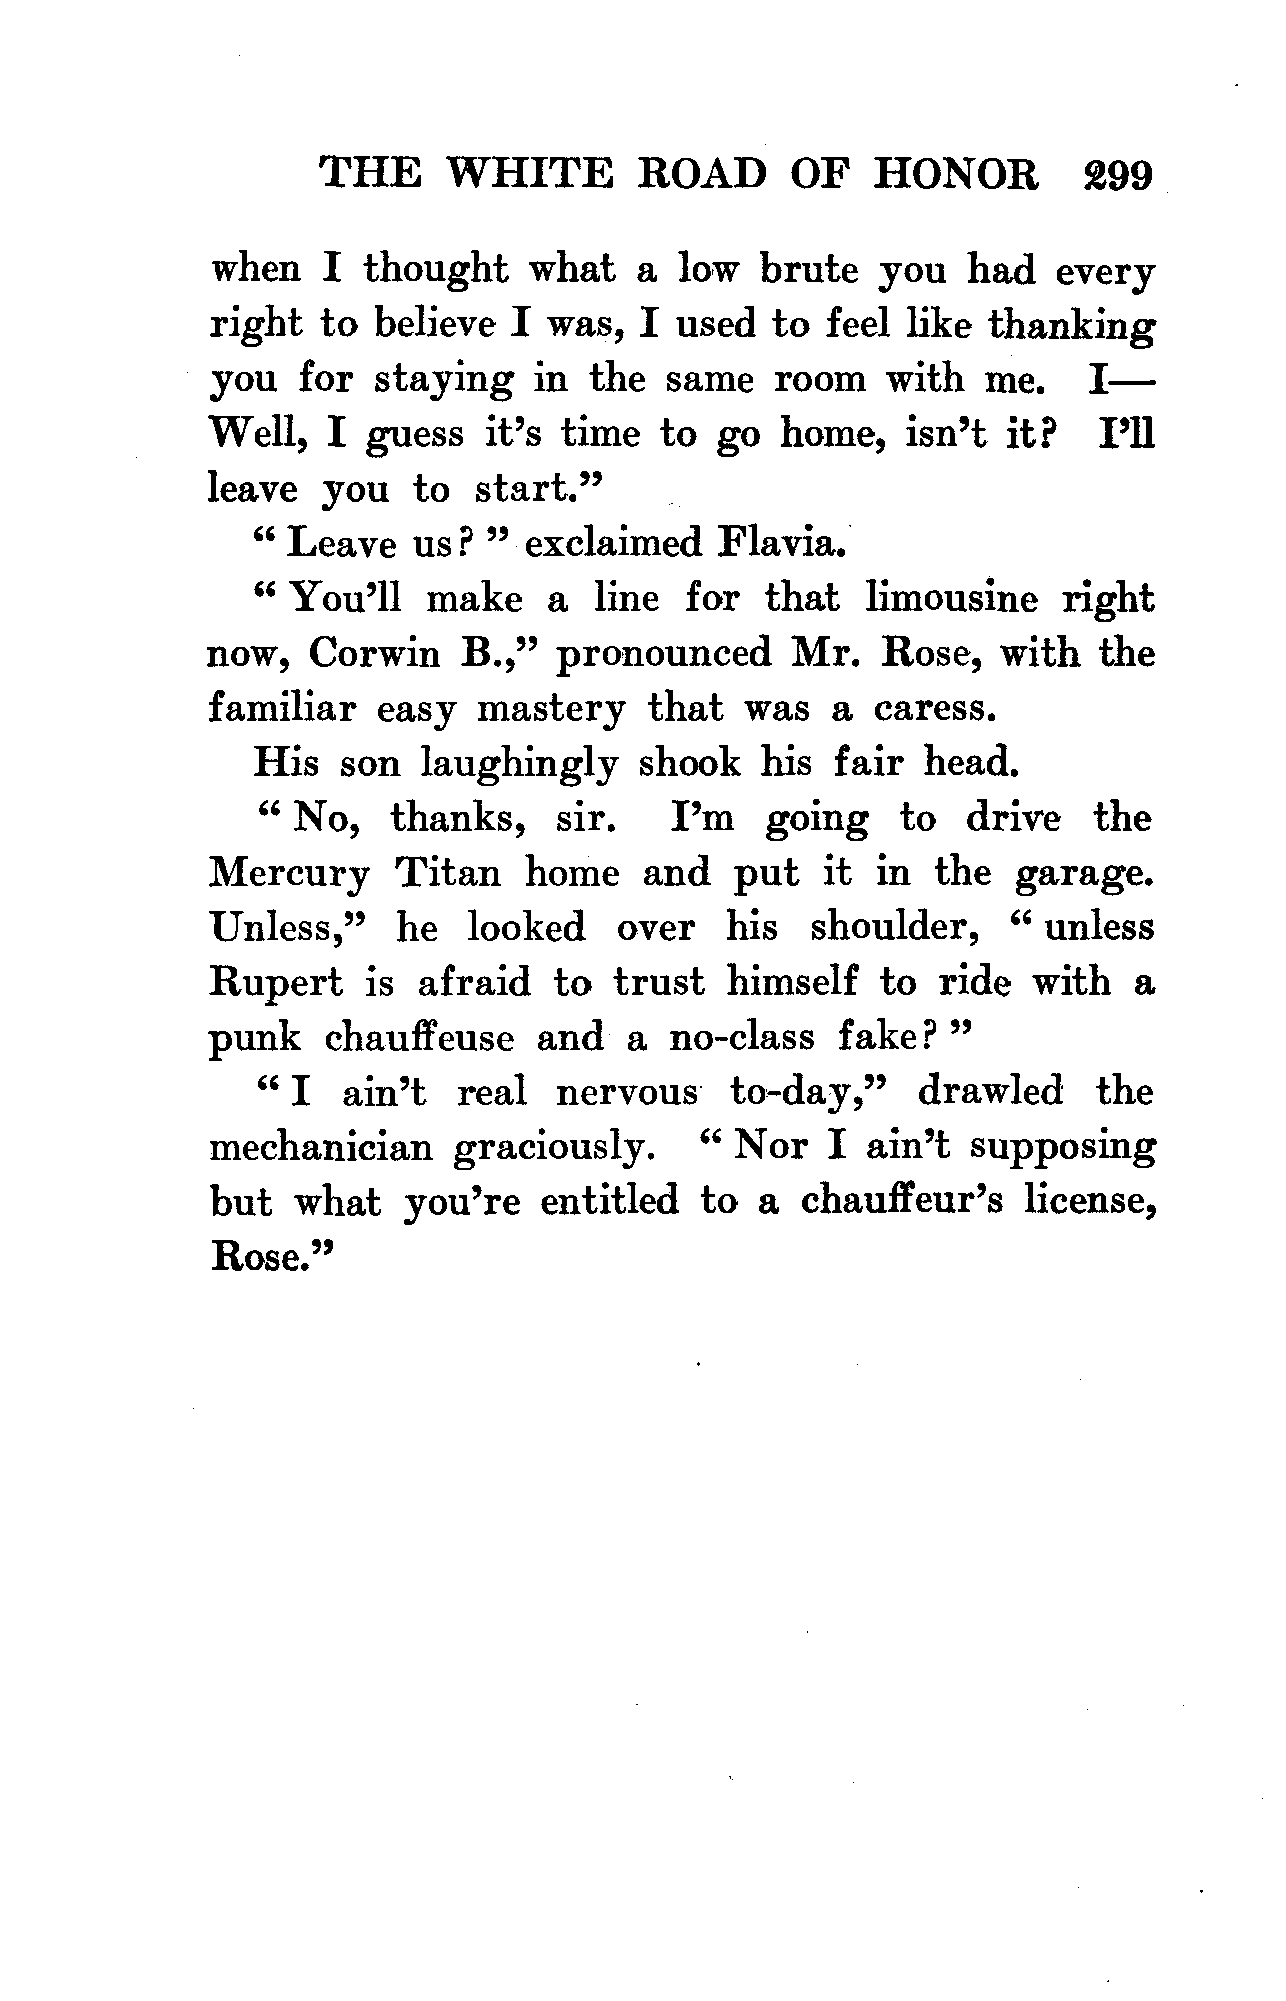 THE WHITE ROAD OF HONOR 299
when I thought what a low brute you had every
right to believe I was, I used to feel like thanking
you for staying in the same room with me. I—
Well, I guess it's time to go home, isn't it? I'll
leave you to start."
" Leave us? " exclaimed Flavia.
" You'll make a line for that limousine right
now, Corwin B.," pronounced Mr. Rose, with the
familiar easy mastery that was a caress.
His son laughingly shook his fair head.
" No, thanks, sir. I'm going to drive the
Mercury Titan home and put it in the garage.
Unless," he looked over his shoulder, " unless
Rupert is afraid to trust himself to ride with a
punk chauffeuse and a no-class fake? "
" I ain't real nervous to-day," drawled the
mechanician graciously. " Nor I ain't supposing
but what you're entitled to a chauffeur's license,
Rose."